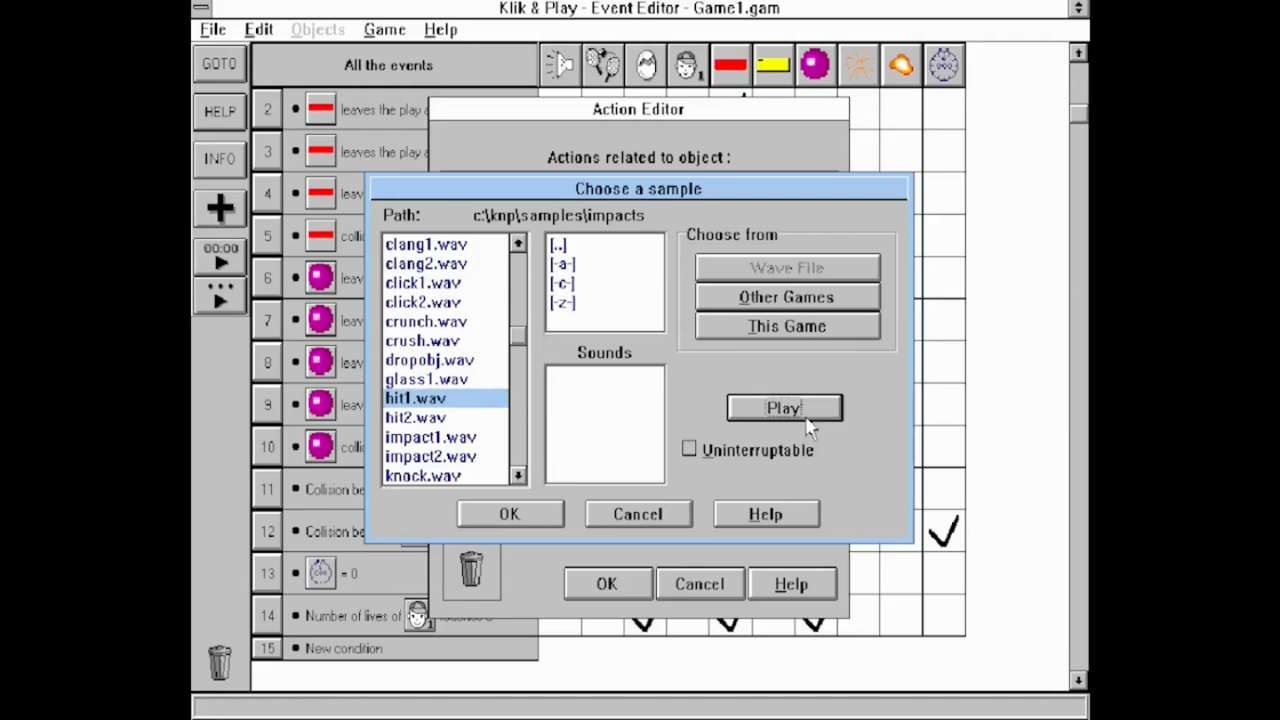 Klik & Play - Event Editor - Game1.gam
File Edit Objects Game Help
GOTO
All the events
1
HELP
2 leaves the play a
Action Editor
INFO
3 leaves the play a
Actions related to object :
Choose a sample
4 leav
Path: c:\knp\samples\impacts
5 colli
00:00
clang1.wav
clang2.wav
click1.wav
click2.wav
crunch.wav
crush.wav
dropobj.wav
glass1.wav
hit1.wav
hit2.wav
impact1.wav
impact2.wav
knock.wav
[..]
[-a-]
[-c-]
[-z-]
Sounds
Choose from
Wave File
Other Games
This Game
Play
Uninterruptable
OK Cancel Help
6 leav
7 leav
8 leav
9 leav
10 colli
11 Collision be
12 Collision be
13 = 0
OK Cancel Help
14 Number of lives of 1
15 New condition